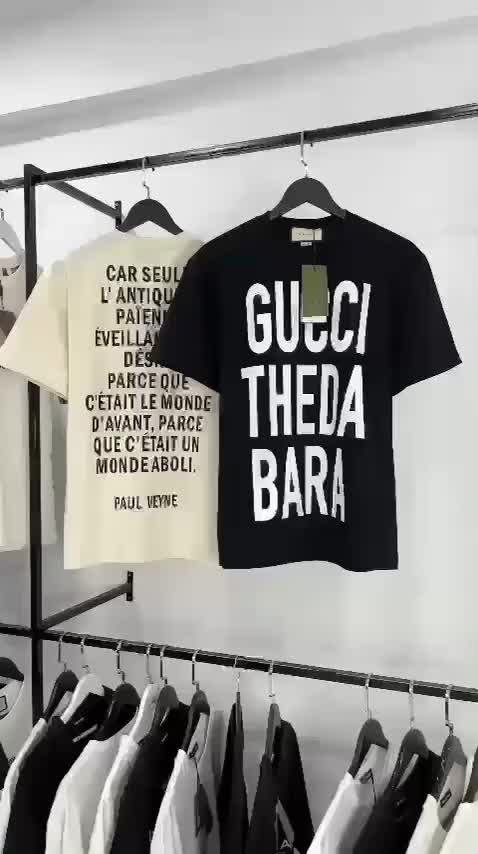 CAR SEUL
L'ANTIQU
PAÏEN
ÉVEILLA
DÉS
PARCE QUE
C'ÉTAIT LE MONDE
D'AVANT, PARCE
QUE C'ÉTAIT UN
MONDE ABOLI.
PAUL VEYNE
GUCCI
THEDA
BARA